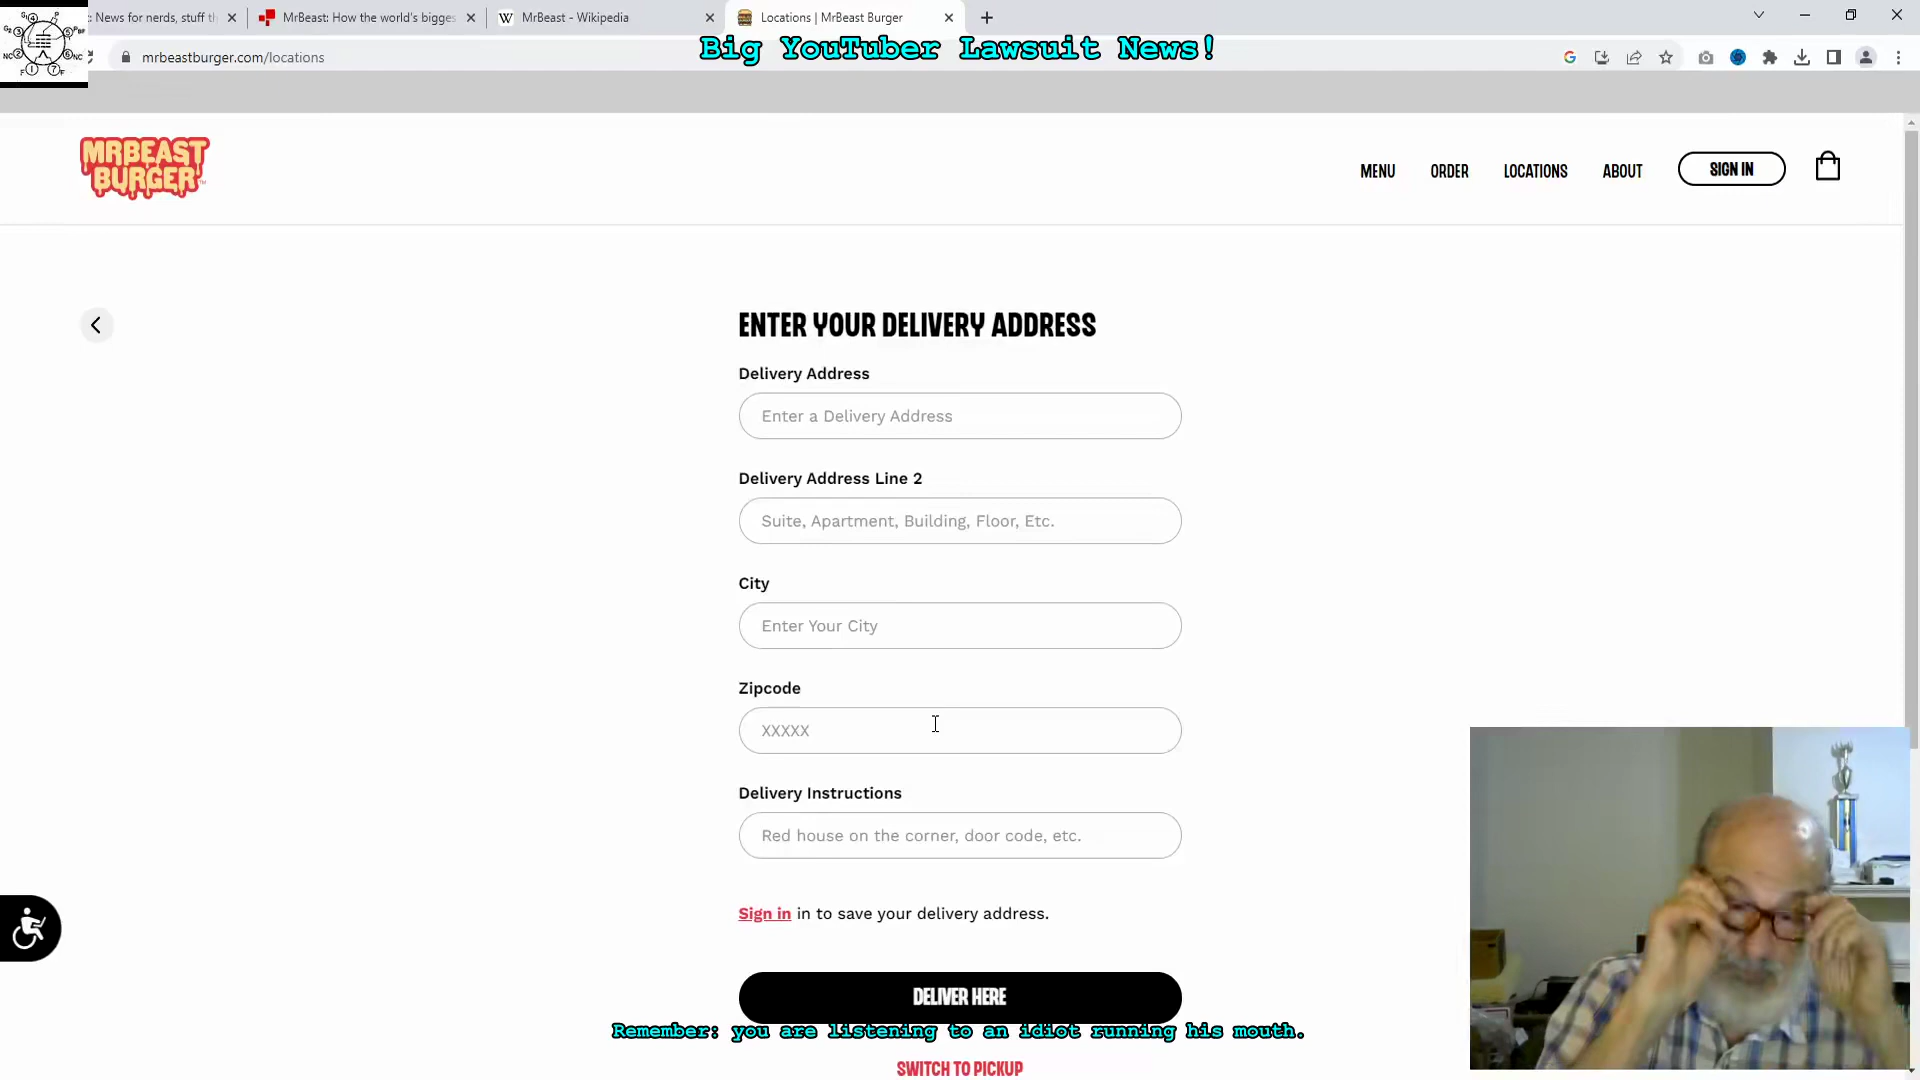 News for nerds, stuff th
MrBeast: How the world's bigges
MrBeast - Wikipedia
Locations | MrBeast Burger
mrbeastburger.com/locations
Big YouTuber Lawsuit News!
MRBEAST
BURGER
MENU
ORDER
LOCATIONS
ABOUT
SIGN IN
ENTER YOUR DELIVERY ADDRESS
Delivery Address
Enter a Delivery Address
Delivery Address Line 2
Suite, Apartment, Building, Floor, Etc.
City
Enter Your City
Zipcode
XXXXX
Delivery Instructions
Red house on the corner, door code, etc.
Sign in in to save your delivery address.
DELIVER HERE
Remember: you are listening to an idiot running his mouth.
SWITCH TO PICKUP